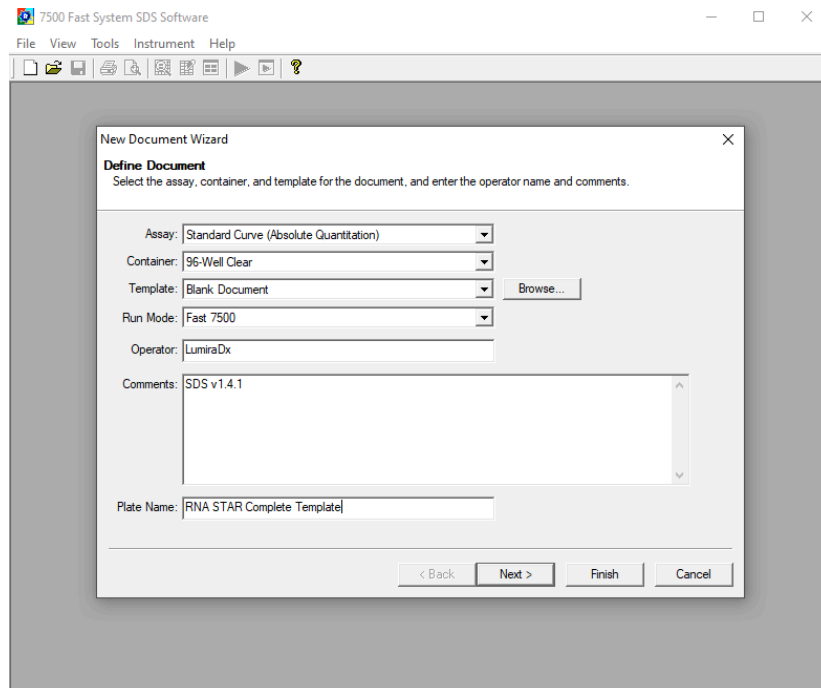 7500 Fast System SDS Software
File View Tools Instrument Help
New Document Wizard
Define Document
Select the assay, container, and template for the document, and enter the operator name and comments.
Assay: Standard Curve (Absolute Quantitation)
Container: 96-Well Clear
Template: Blank Document Browse...
Run Mode: Fast 7500
Operator: LumiraDx
Comments: SDS v1.4.1
Plate Name: RNA STAR Complete Template
< Back Next > Finish Cancel